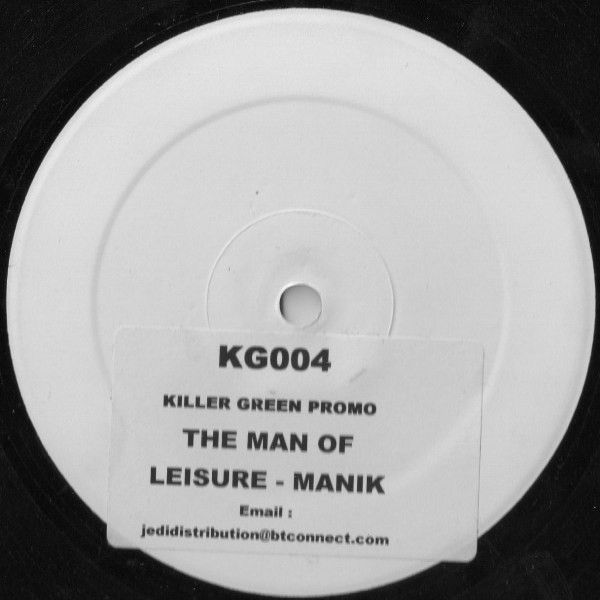 KG004
KILLER GREEN PROMO
THE MAN OF
LEISURE - MANIK
Email :
jedidistribution@btconnect.com